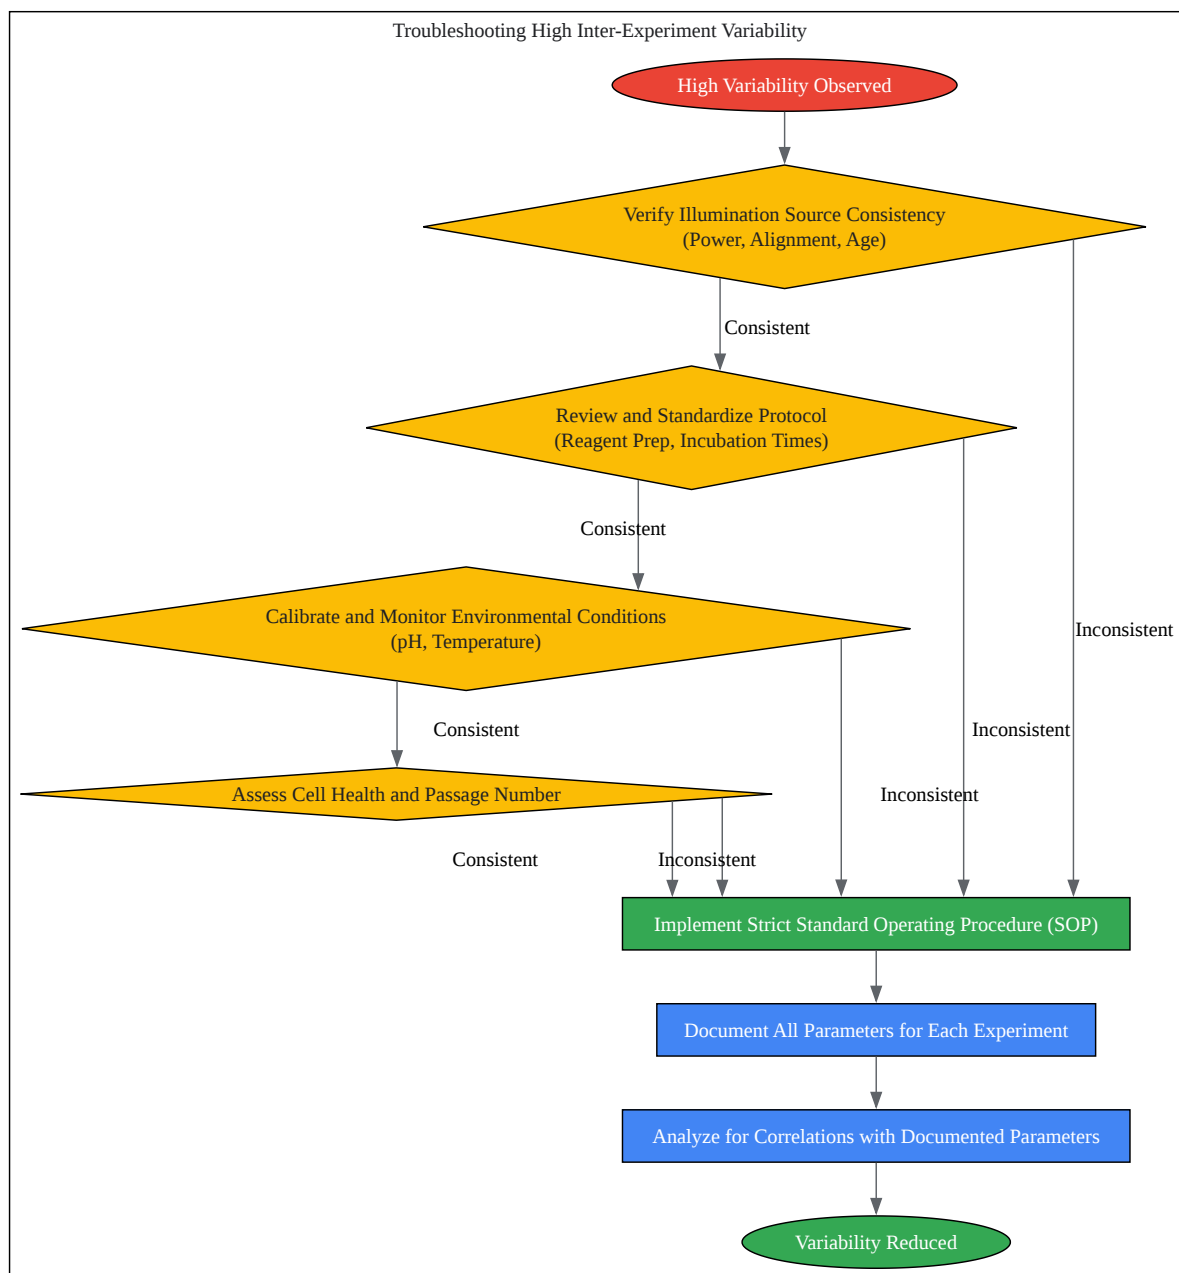 Troubleshooting High Inter-Experiment Variability
High Variability Observed
Verify Illumination Source Consistency
(Power, Alignment, Age)
Consistent
Review and Standardize Protocol
(Reagent Prep, Incubation Times)
Consistent
Calibrate and Monitor Environmental Conditions
(pH, Temperature)
Inconsistent
Consistent
Inconsistent
Assess Cell Health and Passage Number
Inconsistent
Consistent
Inconsistent
Implement Strict Standard Operating Procedure (SOP)
Document All Parameters for Each Experiment
Analyze for Correlations with Documented Parameters
Variability Reduced